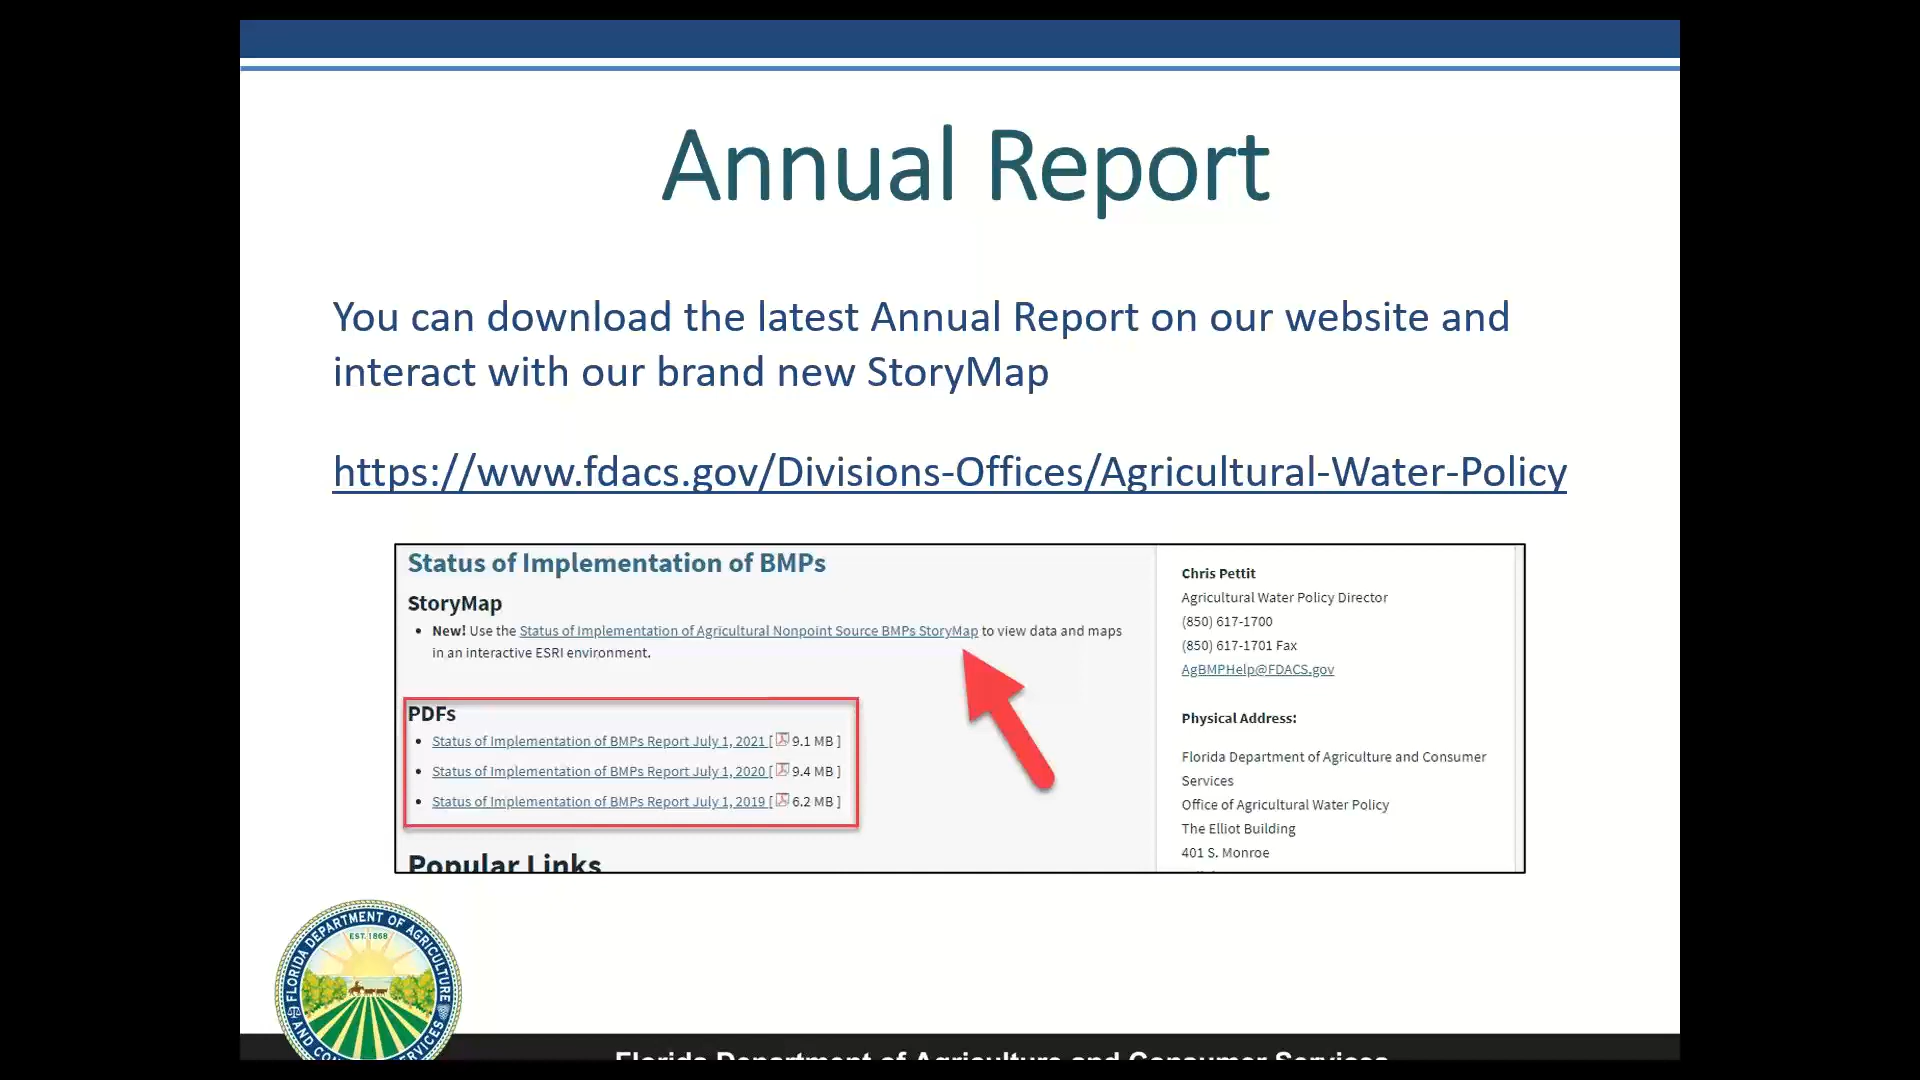 Annual Report
You can download the latest Annual Report on our website and
interact with our brand new StoryMap
https://www.fdacs.gov/Divisions-Offices/Agricultural-Water-Policy
Status of Implementation of BMPs
StoryMap
• New! Use the Status of Implementation of Agricultural Nonpoint Source BMPs StoryMap to view data and maps
in an interactive ESRI environment.
PDFs
• Status of Implementation of BMPs Report July 1, 2021 [ 9.1 MB ]
• Status of Implementation of BMPs Report July 1, 2020 [ 9.4 MB ]
• Status of Implementation of BMPs Report July 1, 2019 [ 6.2 MB ]
Popular Links
Chris Pettit
Agricultural Water Policy Director
(850) 617-1700
(850) 617-1701 Fax
AgBMPHelp@FDACS.gov
Physical Address:
Florida Department of Agriculture and Consumer
Services
Office of Agricultural Water Policy
The Elliot Building
401 S. Monroe
FLORIDA DEPARTMENT OF AGRICULTURE
EST. 1868
Florida Department of Agriculture and Consumer Services